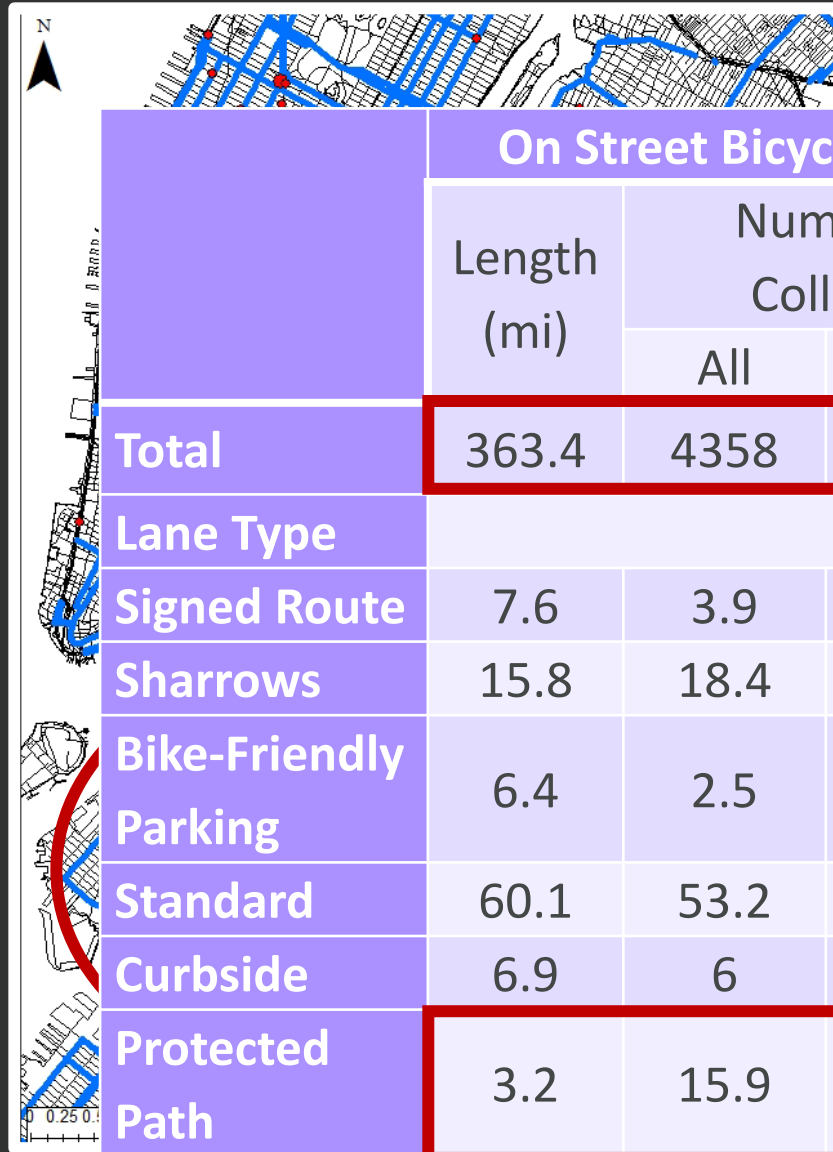 N
On Street Bicyc
Length
(mi)
Num
Coll
All
Total 363.4 4358
Lane Type
Signed Route 7.6 3.9
Sharrows 15.8 18.4
Bike-Friendly
Parking 6.4 2.5
Standard 60.1 53.2
Curbside 6.9 6
Protected
Path 3.2 15.9
0 0.25 0.5